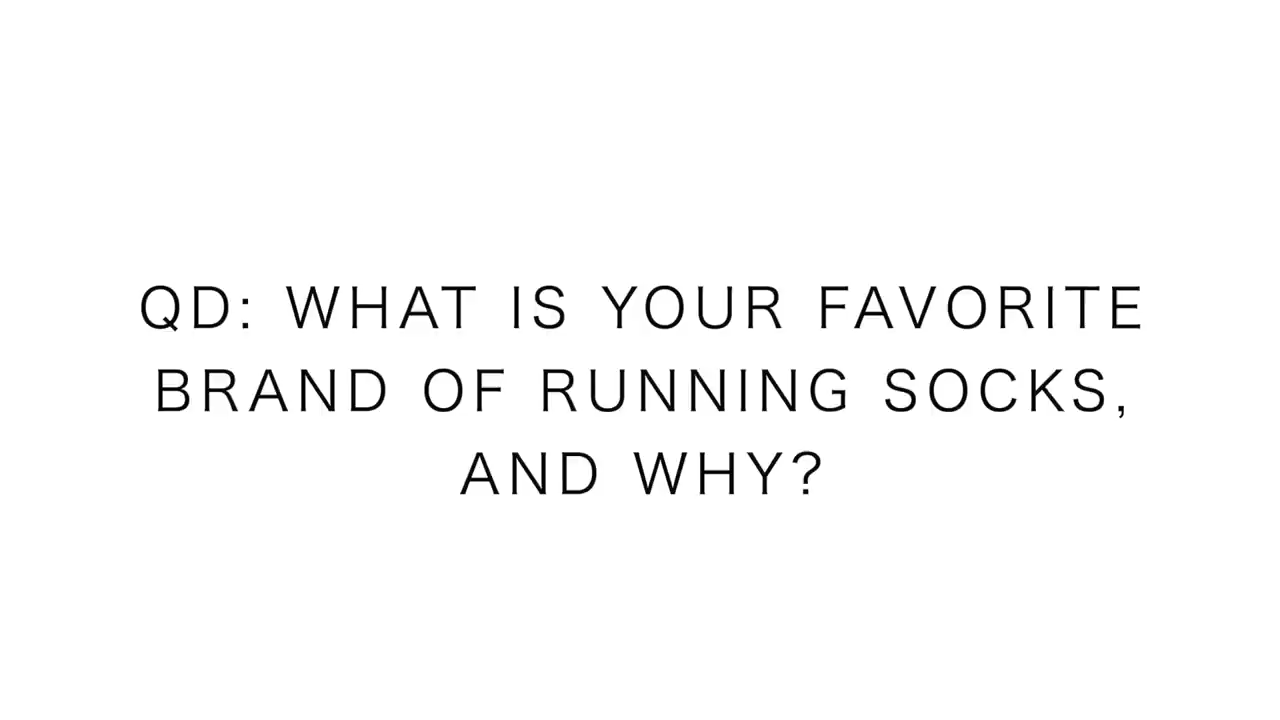 QD: WHAT IS YOUR FAVORITE
BRAND OF RUNNING SOCKS,
AND WHY?